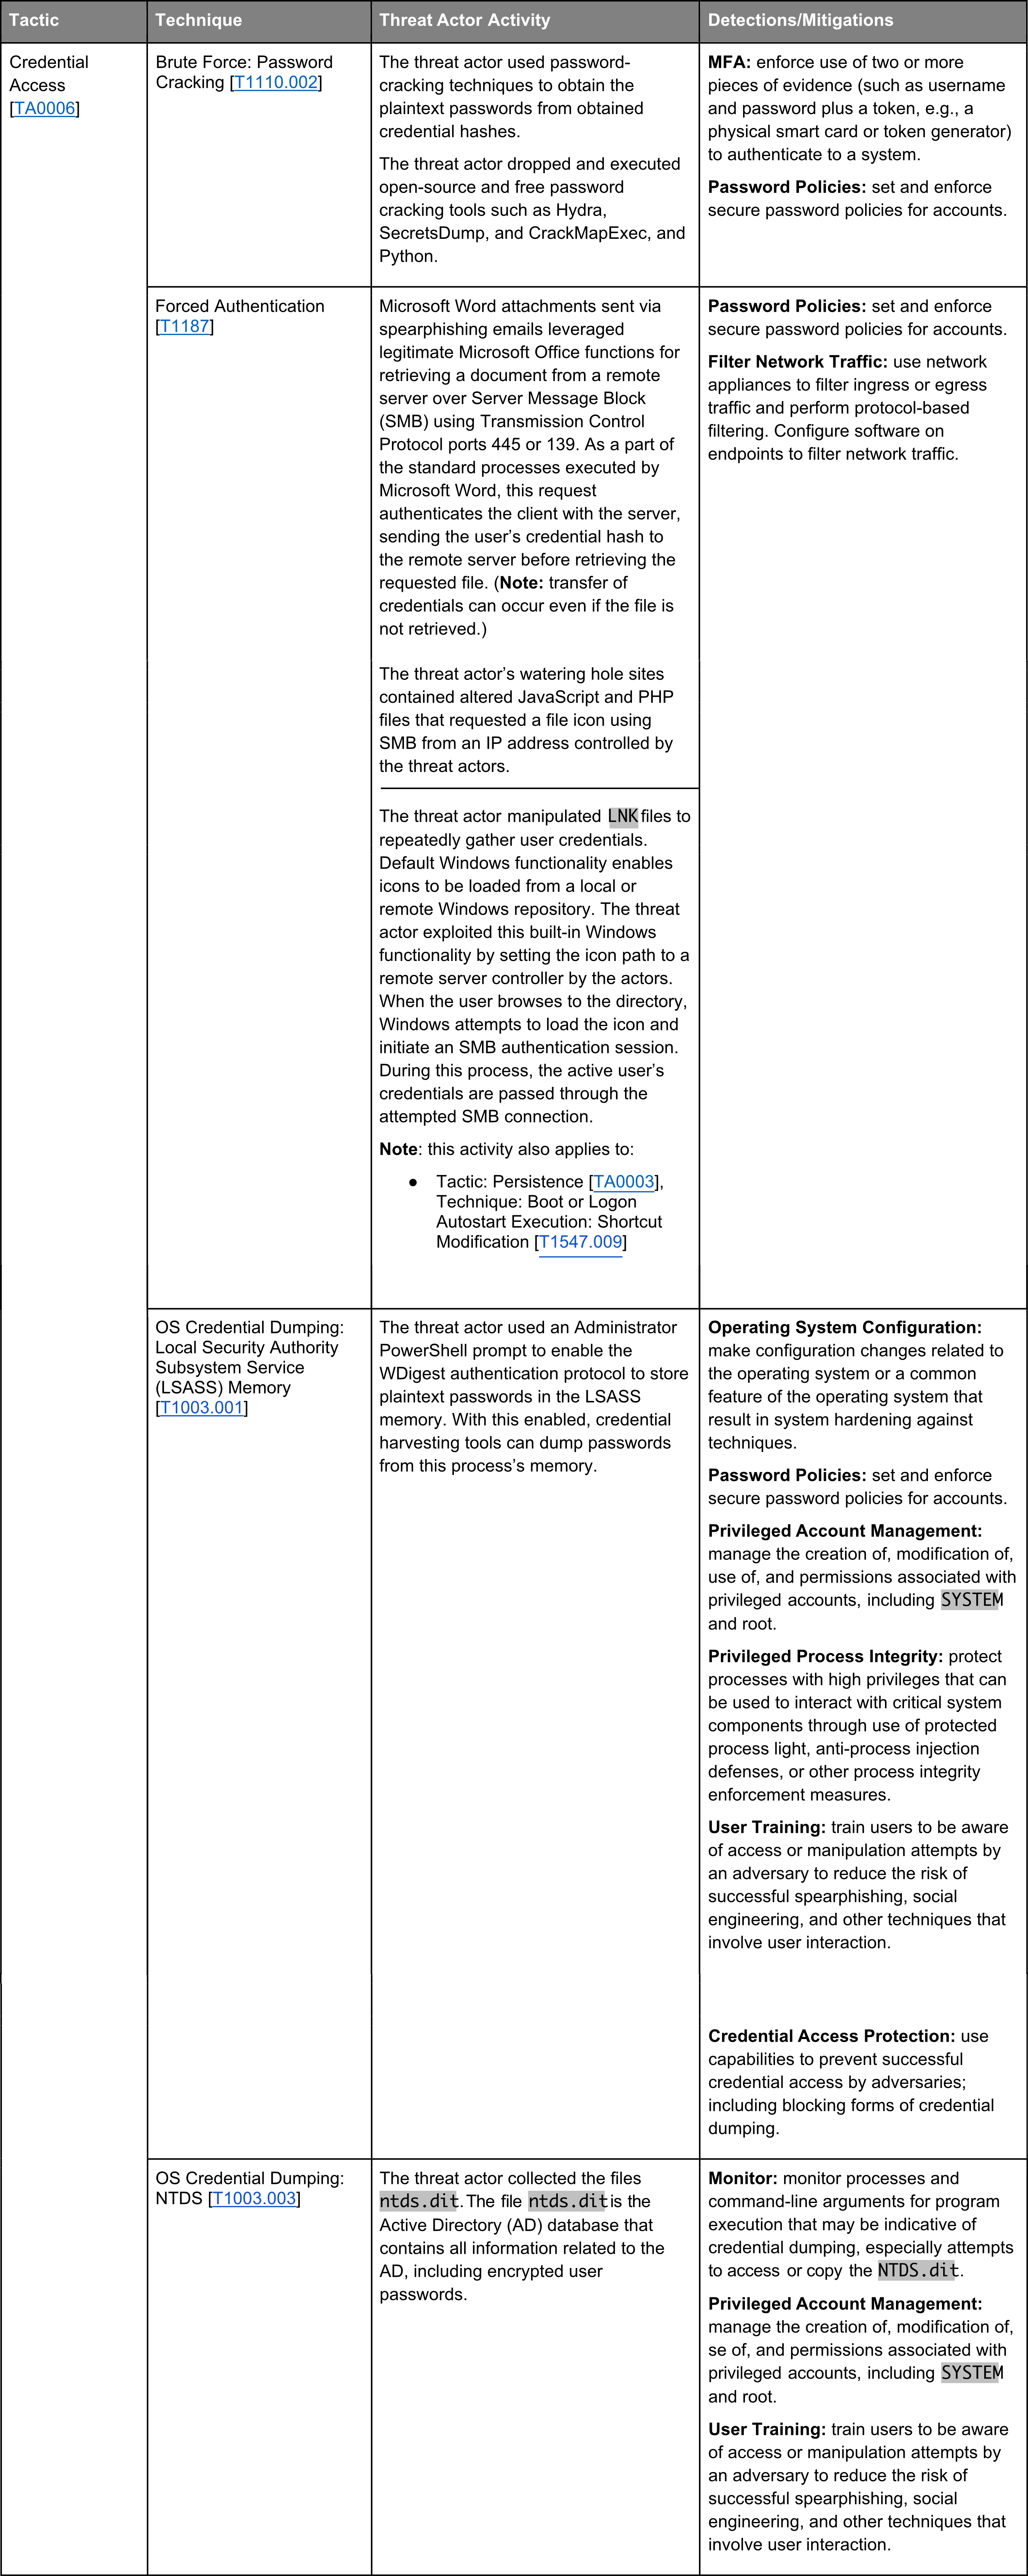 Tactic
Technique
Threat Actor Activity
Detections/Mitigations
Credential
Access
[TA0006]
Brute Force: Password
Cracking [T1110.002]
The threat actor used password-
cracking techniques to obtain the
plaintext passwords from obtained
credential hashes.
The threat actor dropped and executed
open-source and free password
cracking tools such as Hydra,
SecretsDump, and CrackMapExec, and
Python.
MFA: enforce use of two or more
pieces of evidence (such as username
and password plus a token, e.g., a
physical smart card or token generator)
to authenticate to a system.
Password Policies: set and enforce
secure password policies for accounts.
Forced Authentication
[T1187]
Microsoft Word attachments sent via
spearphishing emails leveraged
legitimate Microsoft Office functions for
retrieving a document from a remote
server over Server Message Block
(SMB) using Transmission Control
Protocol ports 445 or 139. As a part of
the standard processes executed by
Microsoft Word, this request
authenticates the client with the server,
sending the user’s credential hash to
the remote server before retrieving the
requested file. (Note: transfer of
credentials can occur even if the file is
not retrieved.)
The threat actor’s watering hole sites
contained altered JavaScript and PHP
files that requested a file icon using
SMB from an IP address controlled by
the threat actors.
The threat actor manipulated LNK files to
repeatedly gather user credentials.
Default Windows functionality enables
icons to be loaded from a local or
remote Windows repository. The threat
actor exploited this built-in Windows
functionality by setting the icon path to a
remote server controller by the actors.
When the user browses to the directory,
Windows attempts to load the icon and
initiate an SMB authentication session.
During this process, the active user’s
credentials are passed through the
attempted SMB connection.
Note: this activity also applies to:
● Tactic: Persistence [TA0003],
Technique: Boot or Logon
Autostart Execution: Shortcut
Modification [T1547.009]
Password Policies: set and enforce
secure password policies for accounts.
Filter Network Traffic: use network
appliances to filter ingress or egress
traffic and perform protocol-based
filtering. Configure software on
endpoints to filter network traffic.
OS Credential Dumping:
Local Security Authority
Subsystem Service
(LSASS) Memory
[T1003.001]
The threat actor used an Administrator
PowerShell prompt to enable the
WDigest authentication protocol to store
plaintext passwords in the LSASS
memory. With this enabled, credential
harvesting tools can dump passwords
from this process’s memory.
Operating System Configuration:
make configuration changes related to
the operating system or a common
feature of the operating system that
result in system hardening against
techniques.
Password Policies: set and enforce
secure password policies for accounts.
Privileged Account Management:
manage the creation of, modification of,
use of, and permissions associated with
privileged accounts, including SYSTEM
and root.
Privileged Process Integrity: protect
processes with high privileges that can
be used to interact with critical system
components through use of protected
process light, anti-process injection
defenses, or other process integrity
enforcement measures.
User Training: train users to be aware
of access or manipulation attempts by
an adversary to reduce the risk of
successful spearphishing, social
engineering, and other techniques that
involve user interaction.
Credential Access Protection: use
capabilities to prevent successful
credential access by adversaries;
including blocking forms of credential
dumping.
OS Credential Dumping:
NTDS [T1003.003]
The threat actor collected the files
ntds.dit. The file ntds.dit is the
Active Directory (AD) database that
contains all information related to the
AD, including encrypted user
passwords.
Monitor: monitor processes and
command-line arguments for program
execution that may be indicative of
credential dumping, especially attempts
to access or copy the NTDS.dit.
Privileged Account Management:
manage the creation of, modification of,
se of, and permissions associated with
privileged accounts, including SYSTEM
and root.
User Training: train users to be aware
of access or manipulation attempts by
an adversary to reduce the risk of
successful spearphishing, social
engineering, and other techniques that
involve user interaction.